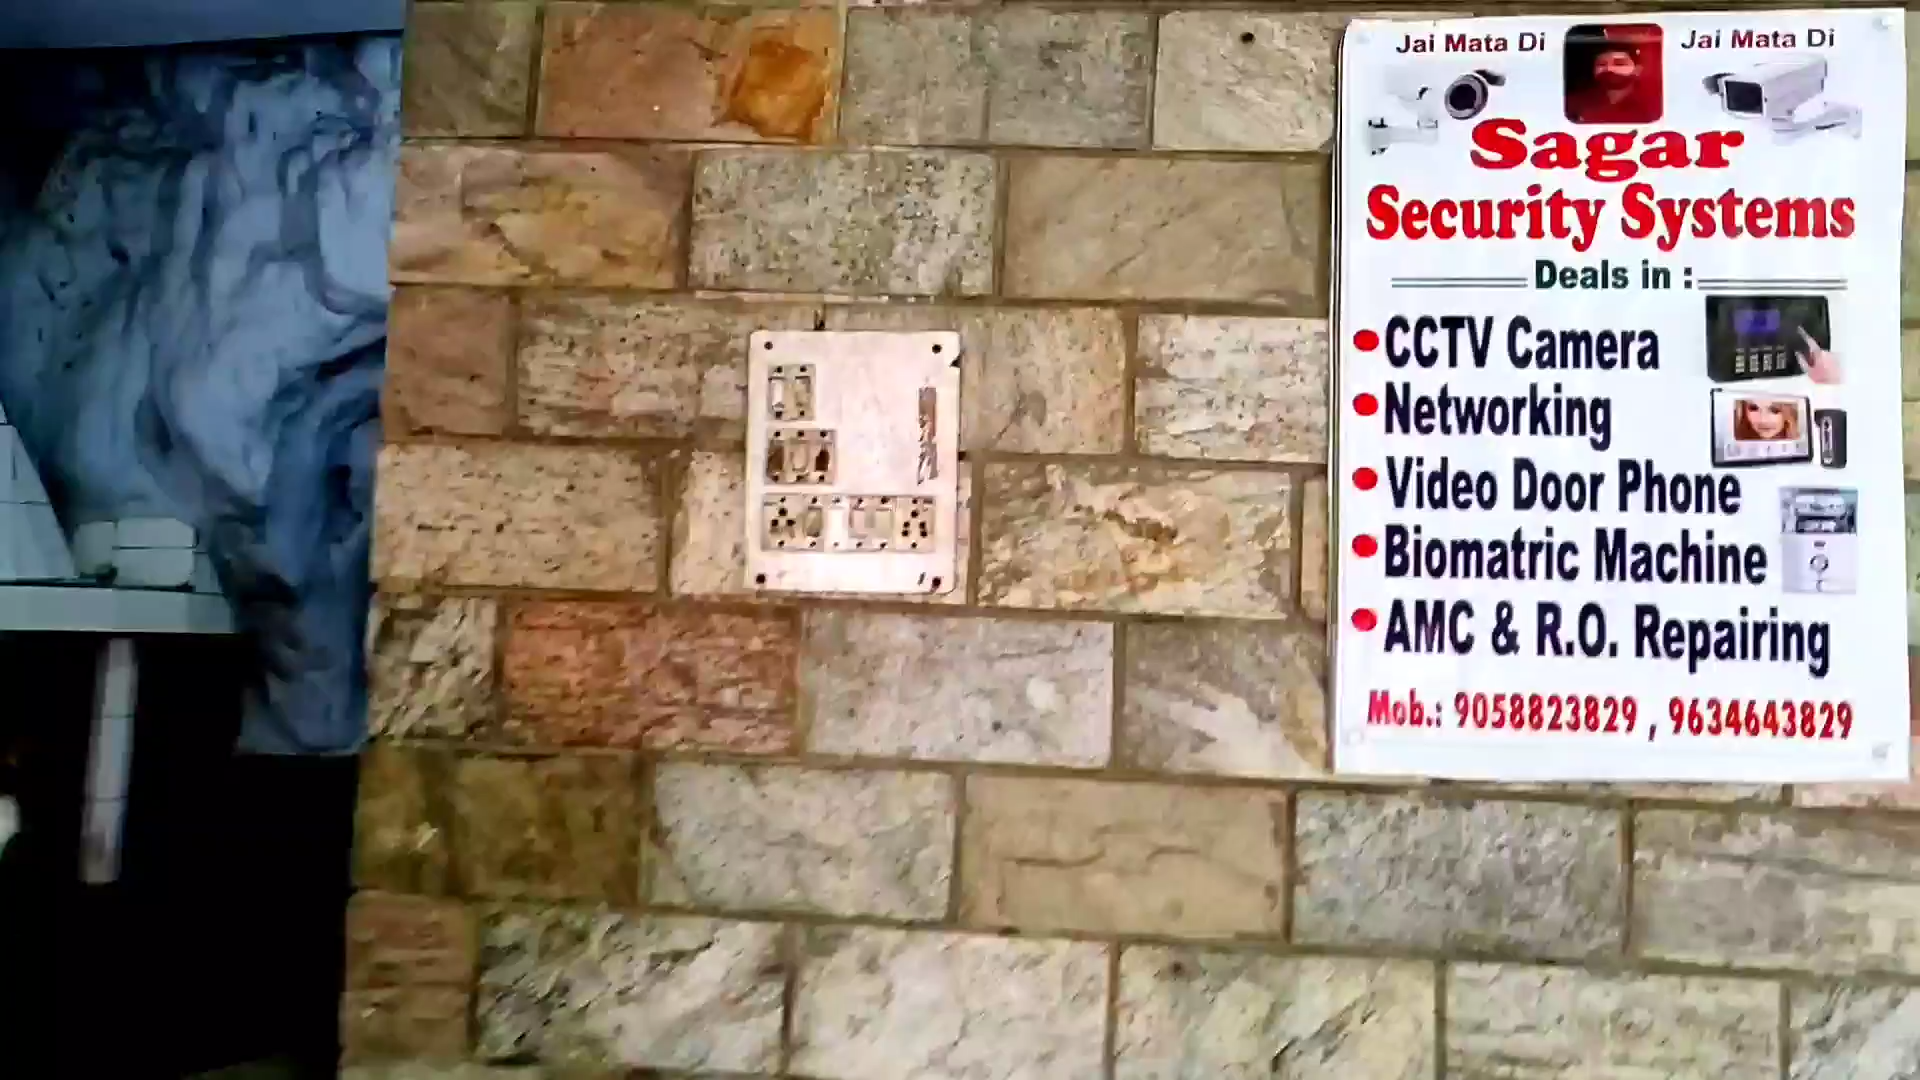 Jai Mata Di Jai Mata Di
Sagar
Security Systems
Deals in :
CCTV Camera
Networking
Video Door Phone
Biomatric Machine
AMC & R.O. Repairing
Mob.: 9058823829 , 9634643829